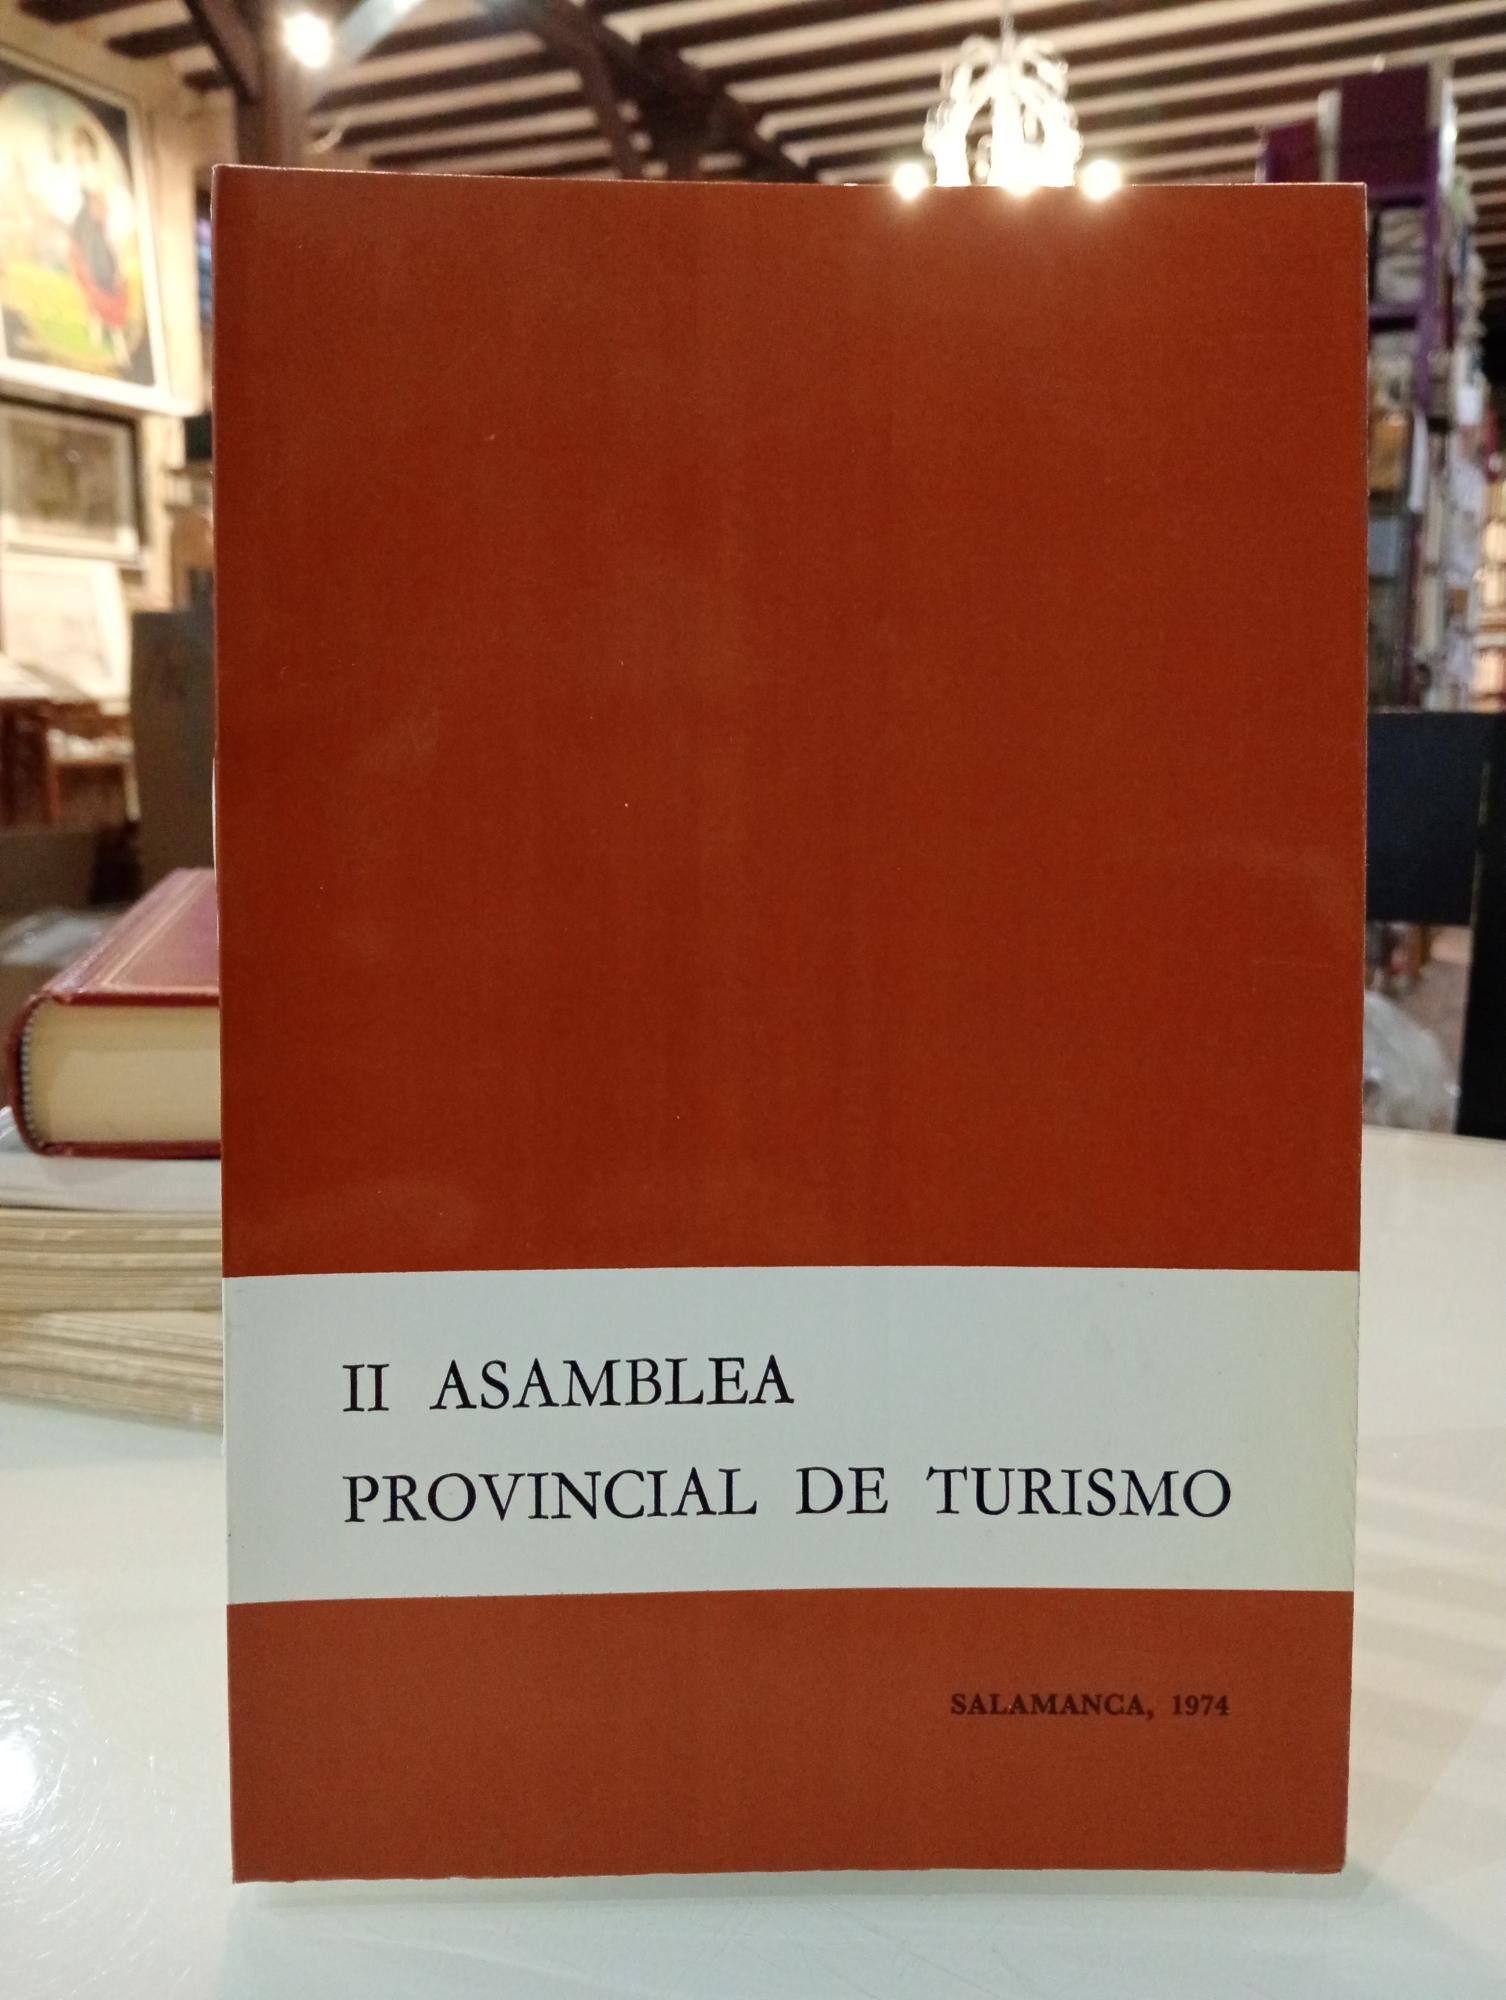 II ASAMBLEA
PROVINCIAL DE TURISMO
SALAMANCA, 1974